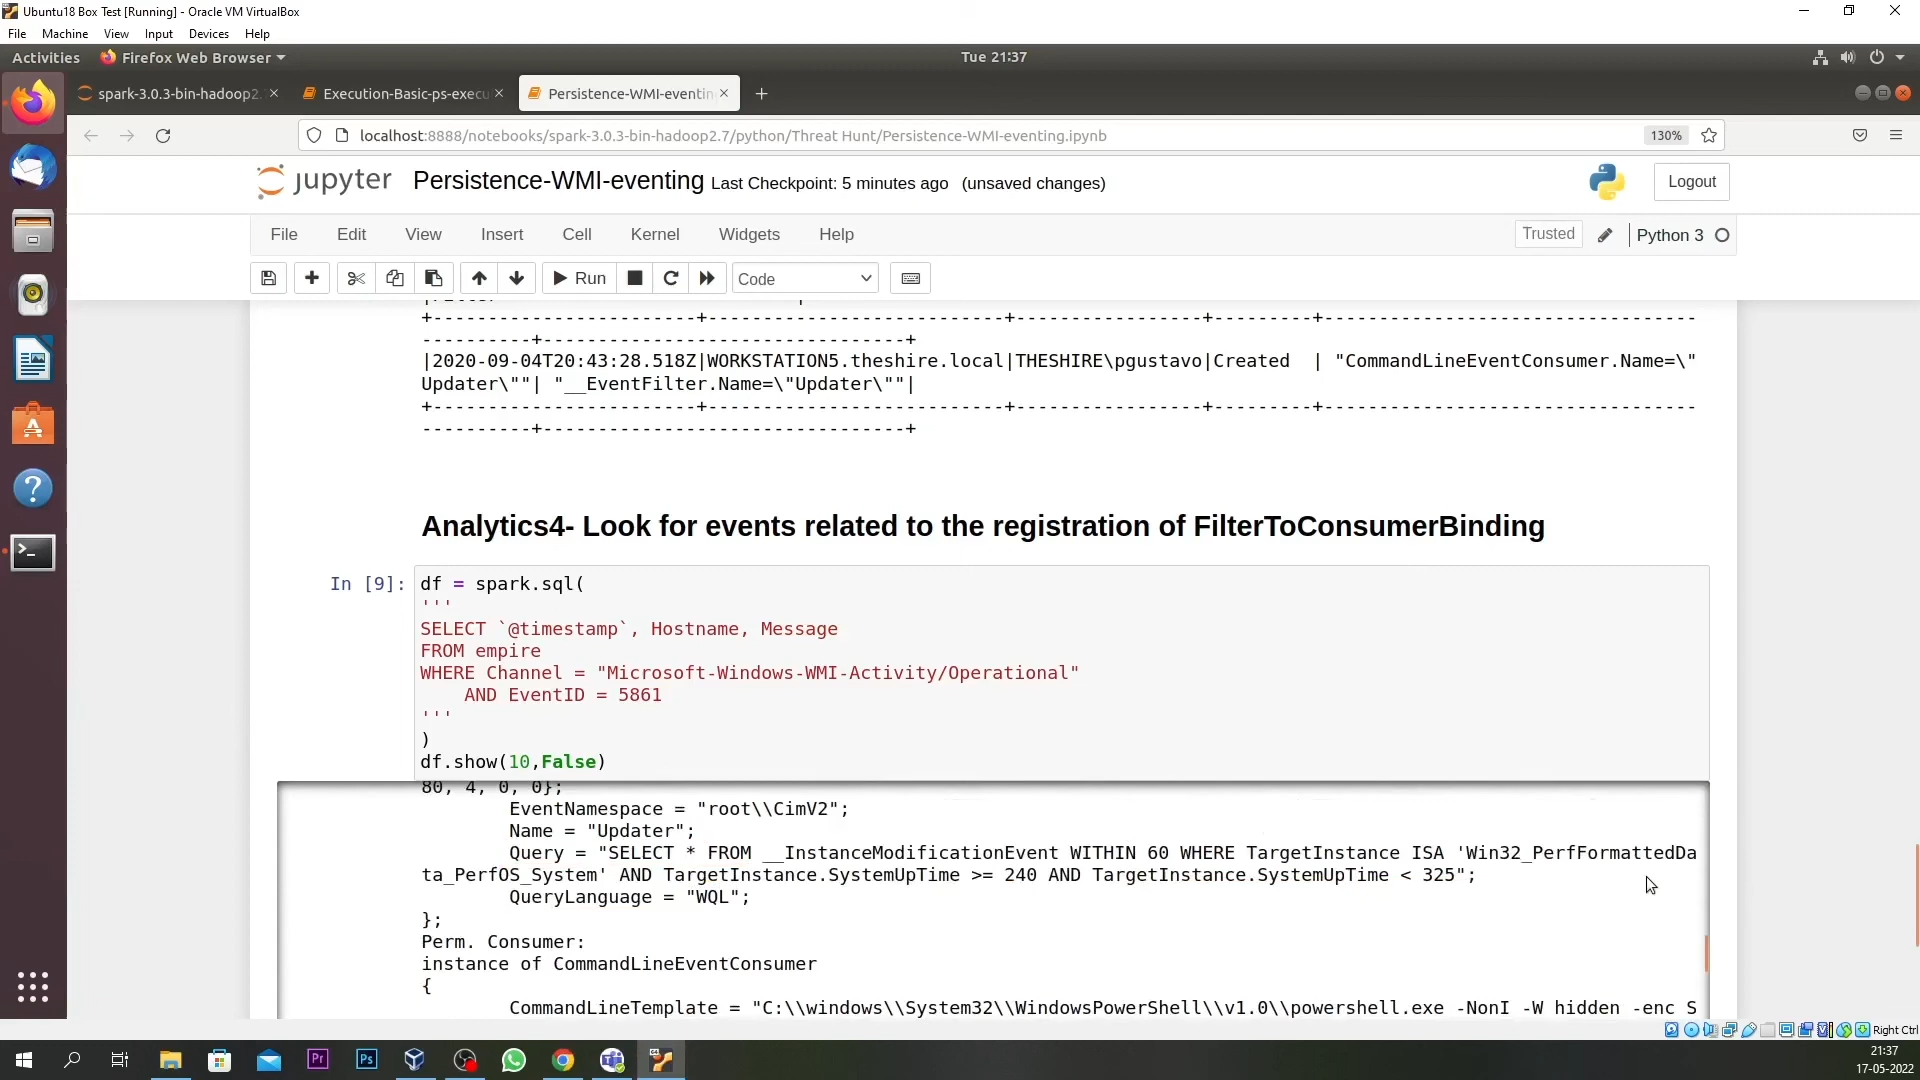 Ubuntu18 Box Test [Running] - Oracle VM VirtualBox
File Machine View Input Devices Help
Activities Firefox Web Browser Tue 21:37
spark-3.0.3-bin-hadoop2. Execution-Basic-ps-execu Persistence-WMI-eventin
localhost:8888/notebooks/spark-3.0.3-bin-hadoop2.7/python/Threat Hunt/Persistence-WMI-eventing.ipynb 130%
jupyter Persistence-WMI-eventing Last Checkpoint: 5 minutes ago (unsaved changes) Logout
File Edit View Insert Cell Kernel Widgets Help Trusted Python 3
Run Code
+------------------------+---------------------------+-----------------+---------+----------------------------------
----------+---------------------------------+
|2020-09-04T20:43:28.518Z|WORKSTATION5.theshire.local|THESHIRE\pgustavo|Created  | "CommandLineEventConsumer.Name=\"
Updater\""| "__EventFilter.Name=\"Updater\""|
+------------------------+---------------------------+-----------------+---------+----------------------------------
----------+---------------------------------+
Analytics4- Look for events related to the registration of FilterToConsumerBinding
In [9]: df = spark.sql(
'''
SELECT `@timestamp`, Hostname, Message
FROM empire
WHERE Channel = "Microsoft-Windows-WMI-Activity/Operational"
    AND EventID = 5861
'''
)
df.show(10,False)
80, 4, 0, 0};
        EventNamespace = "root\\CimV2";
        Name = "Updater";
        Query = "SELECT * FROM __InstanceModificationEvent WITHIN 60 WHERE TargetInstance ISA 'Win32_PerfFormattedDa
ta_PerfOS_System' AND TargetInstance.SystemUpTime >= 240 AND TargetInstance.SystemUpTime < 325";
        QueryLanguage = "WQL";
};
Perm. Consumer:
instance of CommandLineEventConsumer
{
        CommandLineTemplate = "C:\\windows\\System32\\WindowsPowerShell\\v1.0\\powershell.exe -NonI -W hidden -enc S
Right Ctrl
Pr Ps
21:37
17-05-2022